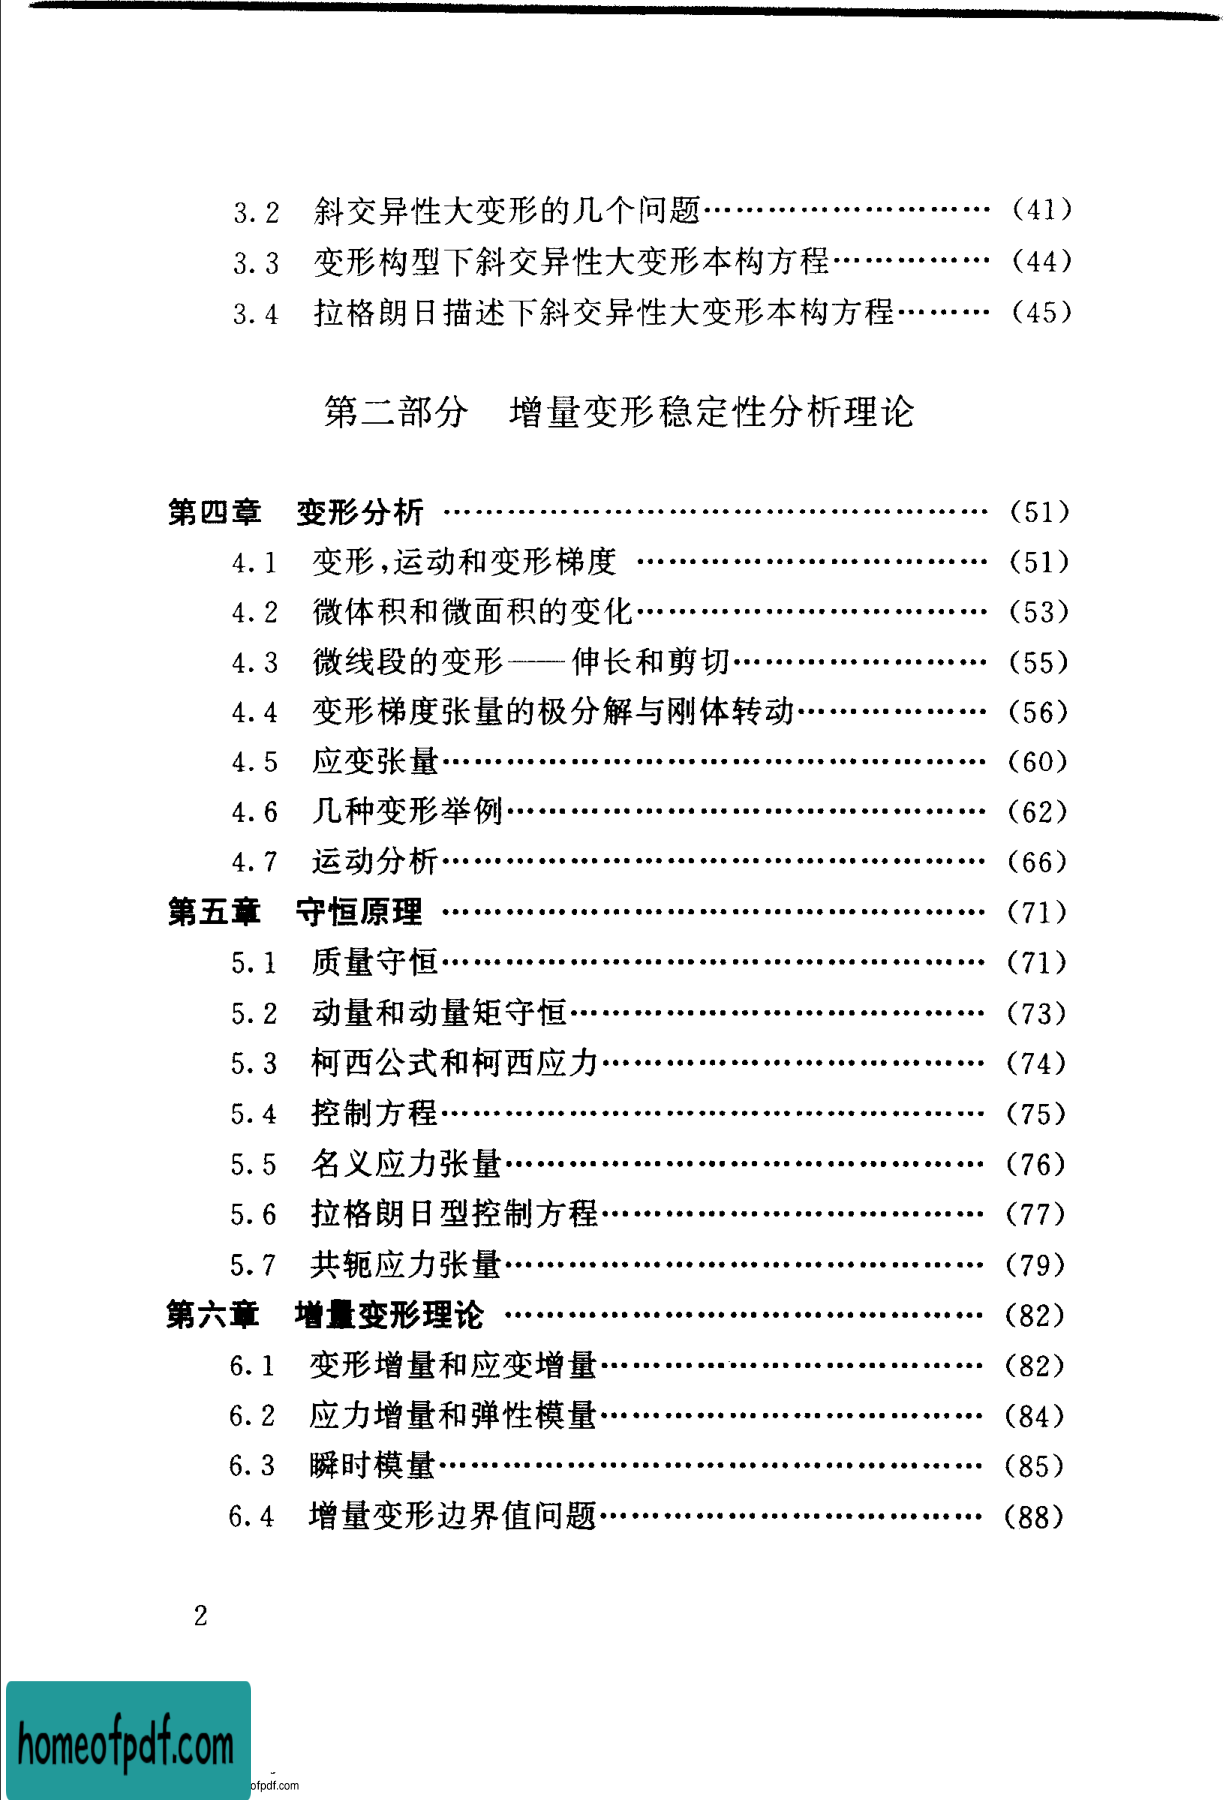 3.2 斜交异性大变形的几个问题………………………(41)
3.3 变形构型下斜交异性大变形本构方程……………(44)
3.4 拉格朗日描述下斜交异性大变形本构方程………(45)
第二部分 增量变形稳定性分析理论
第四章 变形分析………………………………………………(51)
4.1 变形,运动和变形梯度……………………………(51)
4.2 微体积和微面积的变化……………………………(53)
4.3 微线段的变形——伸长和剪切……………………(55)
4.4 变形梯度张量的极分解与刚体转动………………(56)
4.5 应变张量……………………………………………(60)
4.6 几种变形举例………………………………………(62)
4.7 运动分析……………………………………………(66)
第五章 守恒原理………………………………………………(71)
5.1 质量守恒……………………………………………(71)
5.2 动量和动量矩守恒…………………………………(73)
5.3 柯西公式和柯西应力………………………………(74)
5.4 控制方程……………………………………………(75)
5.5 名义应力张量………………………………………(76)
5.6 拉格朗日型控制方程………………………………(77)
5.7 共轭应力张量………………………………………(79)
第六章 增量变形理论…………………………………………(82)
6.1 变形增量和应变增量………………………………(82)
6.2 应力增量和弹性模量………………………………(84)
6.3 瞬时模量……………………………………………(85)
6.4 增量变形边界值问题………………………………(88)
2
homeofpdf.com
ofpdf.com